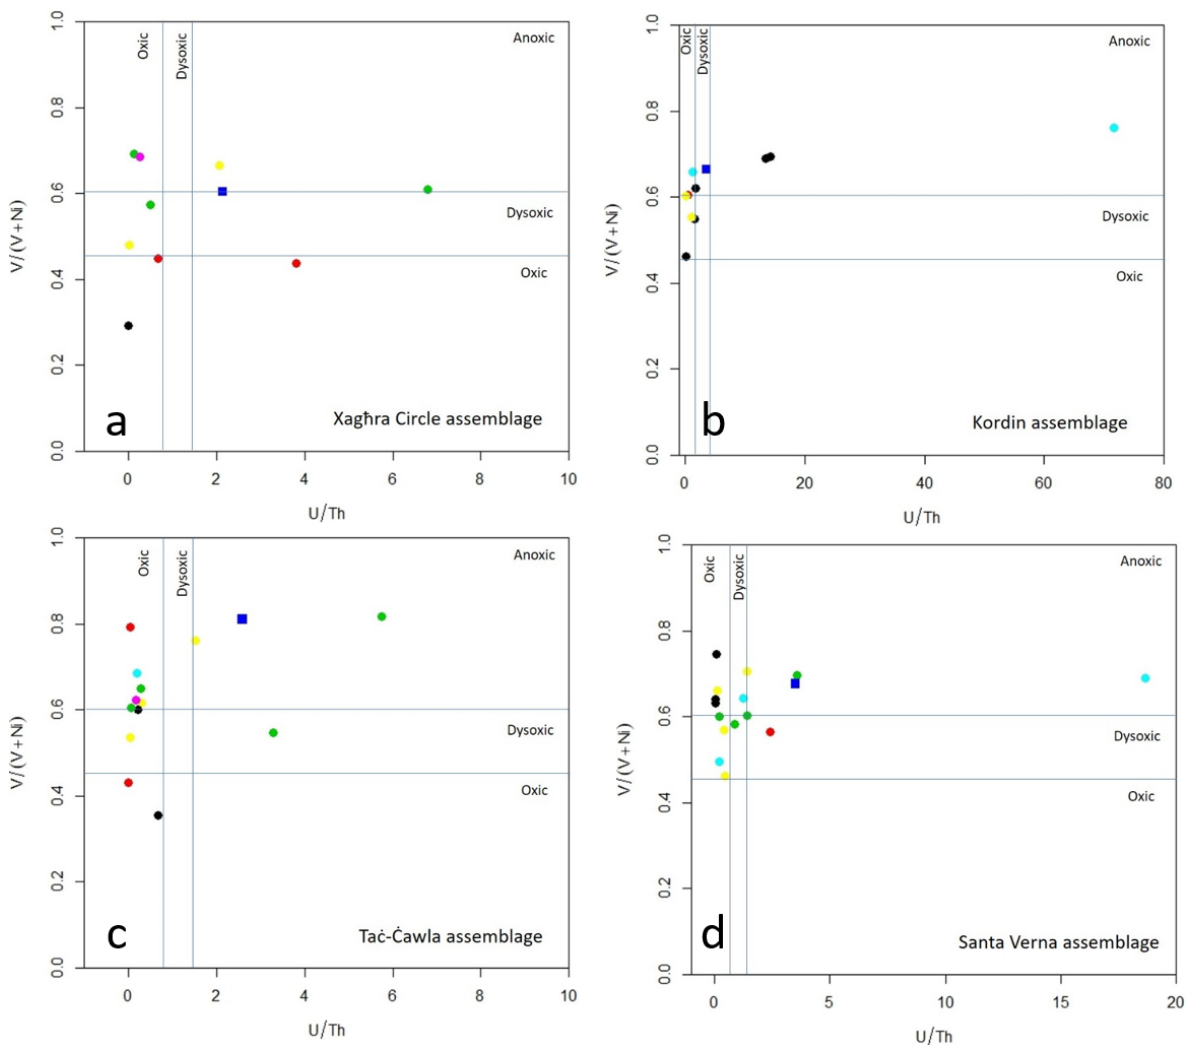 1.0
0.8
0.6
0.4
0.2
0.0
V/(V+Ni)
Oxic
Dysoxic
Anoxic
Dysoxic
Oxic
a
Xagħra Circle assemblage
0 2 4 6 8 10
U/Th
1.0
0.8
0.6
0.4
0.2
0.0
V/(V+Ni)
Oxic
Dysoxic
Anoxic
Dysoxic
Oxic
b
Kordin assemblage
0 20 40 60 80
U/Th
1.0
0.8
0.6
0.4
0.2
0.0
V/(V+Ni)
Oxic
Dysoxic
Anoxic
Dysoxic
Oxic
c
Taċ-Ċawla assemblage
0 2 4 6 8 10
U/Th
1.0
0.8
0.6
0.4
0.2
0.0
V/(V+Ni)
Oxic
Dysoxic
Anoxic
Dysoxic
Oxic
d
Santa Verna assemblage
0 5 10 15 20
U/Th